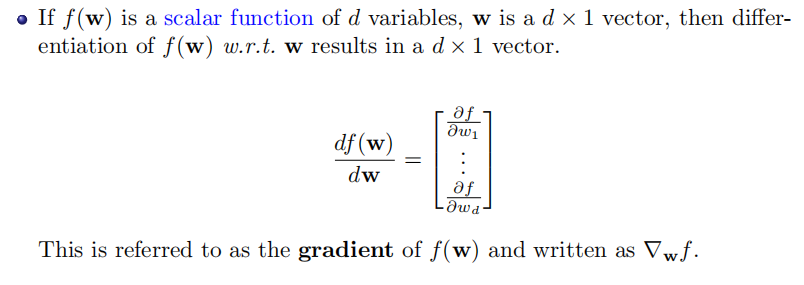 • If f(w) is a scalar function of d variables, w is a d × 1 vector, then differ-
entiation of f(w) w.r.t. w results in a d × 1 vector.
df(w)/dw = [∂f/∂w₁ ⋮ ∂f/∂w_d]
This is referred to as the gradient of f(w) and written as ∇_w f.